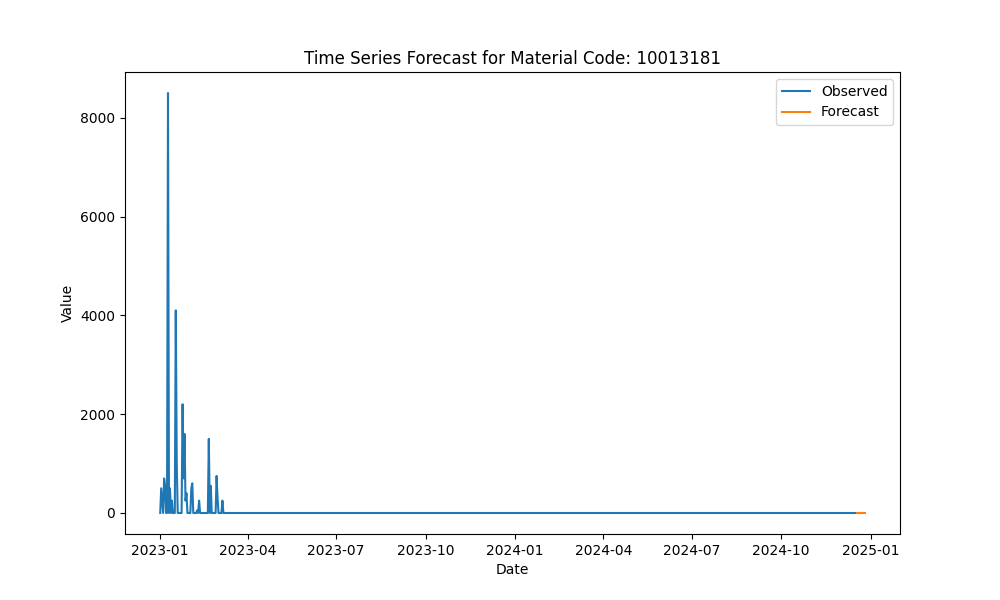 Time Series Forecast for Material Code: 10013181
Observed
Forecast
8000
6000
4000
2000
0
Value
2023-01 2023-04 2023-07 2023-10 2024-01 2024-04 2024-07 2024-10 2025-01
Date